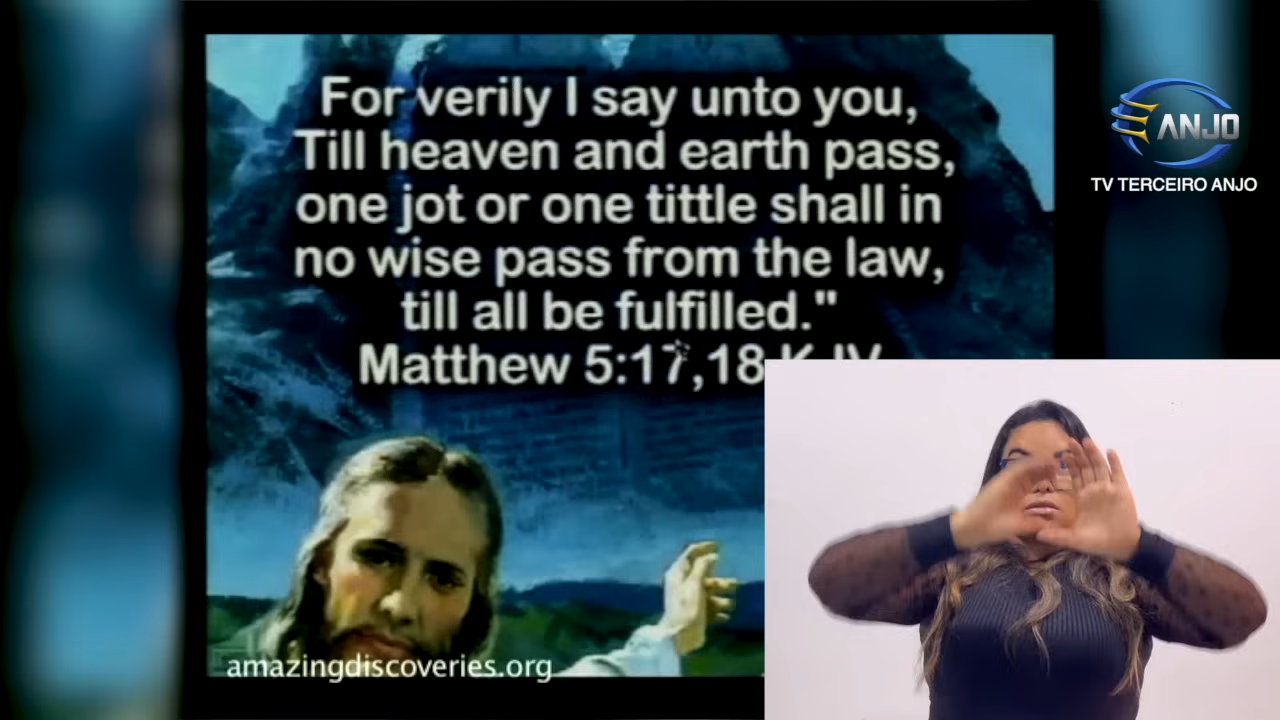 For verily I say unto you,
Till heaven and earth pass,
one jot or one tittle shall in
no wise pass from the law,
till all be fulfilled."
Matthew 5:17,18 KJV
amazingdiscoveries.org
ANJO
TV TERCEIRO ANJO